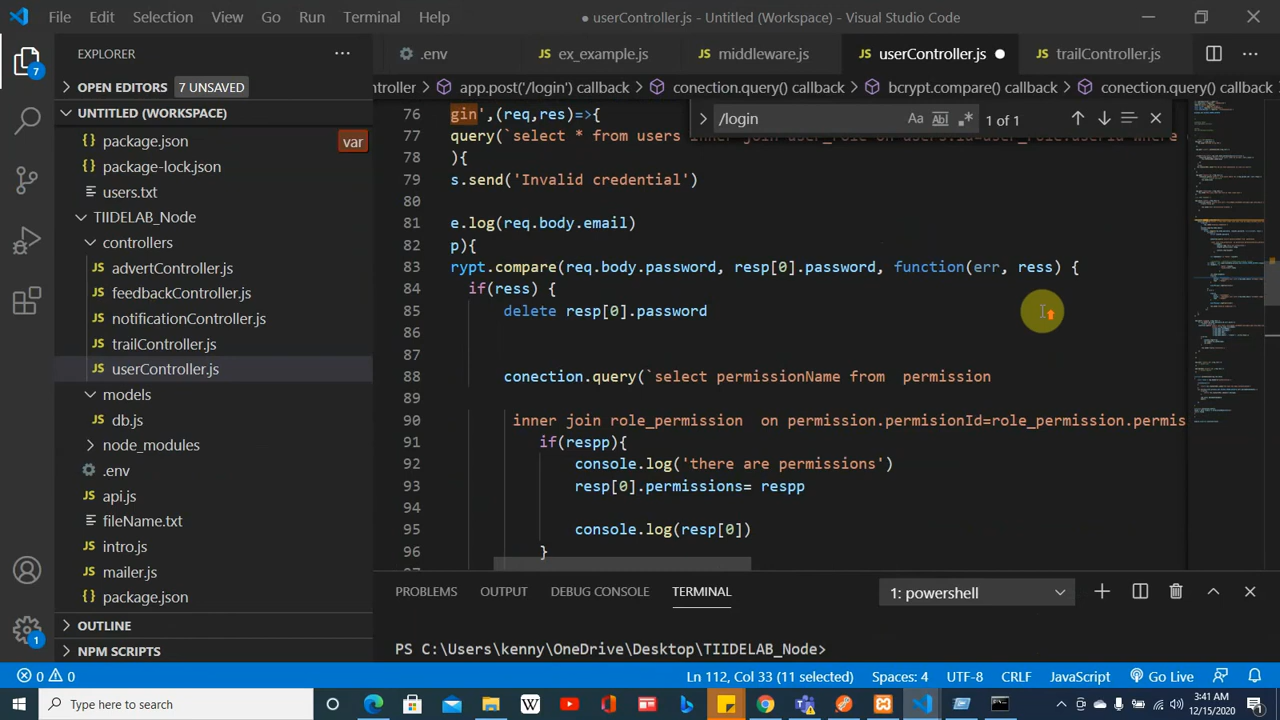 File Edit Selection View Go Run Terminal Help
● userController.js - Untitled (Workspace) - Visual Studio Code
EXPLORER
.env ex_example.js middleware.js userController.js trailController.js
7
OPEN EDITORS 7 UNSAVED
ntroller app.post('/login') callback conection.query() callback bcrypt.compare() callback conection.query() callback
UNTITLED (WORKSPACE)
package.json var
package-lock.json
users.txt
TIIDELAB_Node
controllers
advertController.js
feedbackController.js
notificationController.js
trailController.js
userController.js
models
db.js
node_modules
.env
api.js
fileName.txt
intro.js
mailer.js
package.json
OUTLINE
NPM SCRIPTS
1
/login Aa 1 of 1
76 gin',(req,res)=>{
77 query(`select * from users
78 ){
79 s.send('Invalid credential')
80
81 e.log(req.body.email)
82 p){
83 rypt.compare(req.body.password, resp[0].password, function(err, ress) {
84 if(ress) {
85 delete resp[0].password
86
87
88 conection.query(`select permissionName from permission
89
90 inner join role_permission on permission.permissionId=role_permission.permis
91 if(respp){
92 console.log('there are permissions')
93 resp[0].permissions= respp
94
95 console.log(resp[0])
96 }
PROBLEMS OUTPUT DEBUG CONSOLE TERMINAL 1: powershell
PS C:\Users\kenny\OneDrive\Desktop\TIIDELAB_Node>
0 0 Ln 112, Col 33 (11 selected) Spaces: 4 UTF-8 CRLF JavaScript Go Live
Type here to search
3:41 AM
12/15/2020